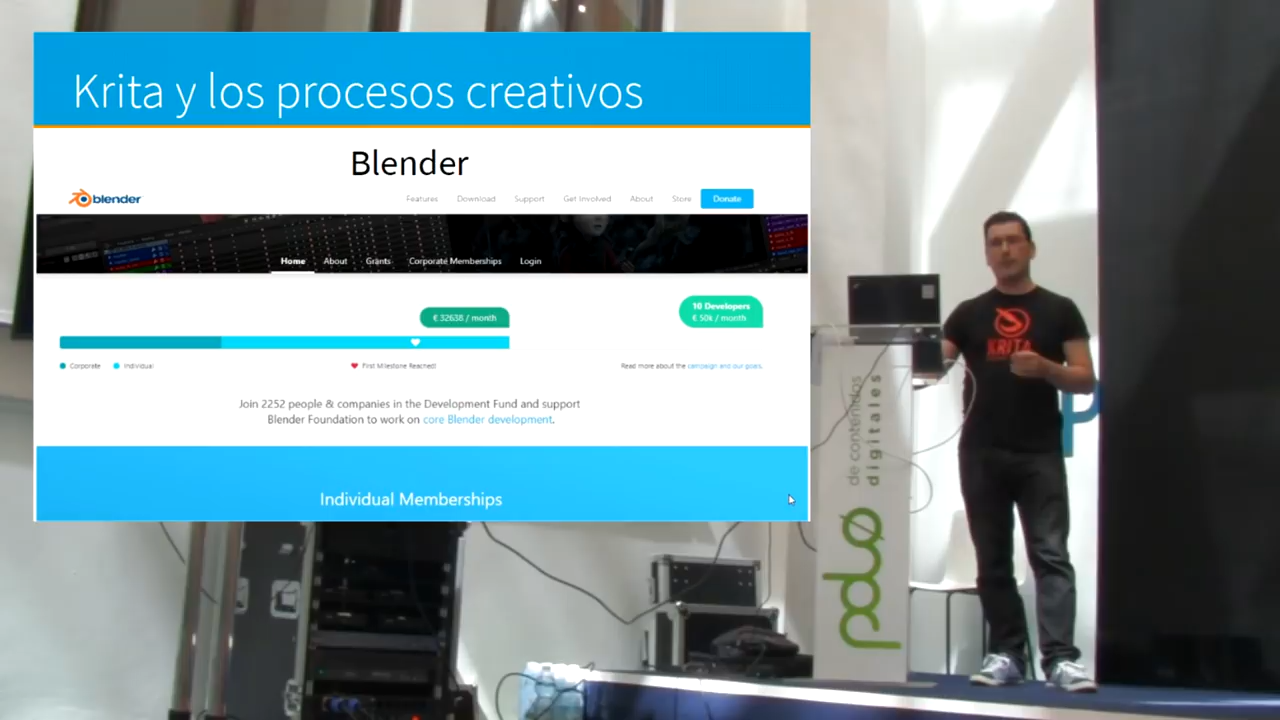 Krita y los procesos creativos
Blender
blender
Features Download Support Get Involved About Store Donate
Home About Grants Corporate Memberships Login
€ 32638 / month
10 Developers
€ 50k / month
Corporate Individual
First Milestone Reached!
Read more about the campaign and our goals.
Join 2252 people & companies in the Development Fund and support
Blender Foundation to work on core Blender development.
Individual Memberships
KRITA
de contenidos
digitales